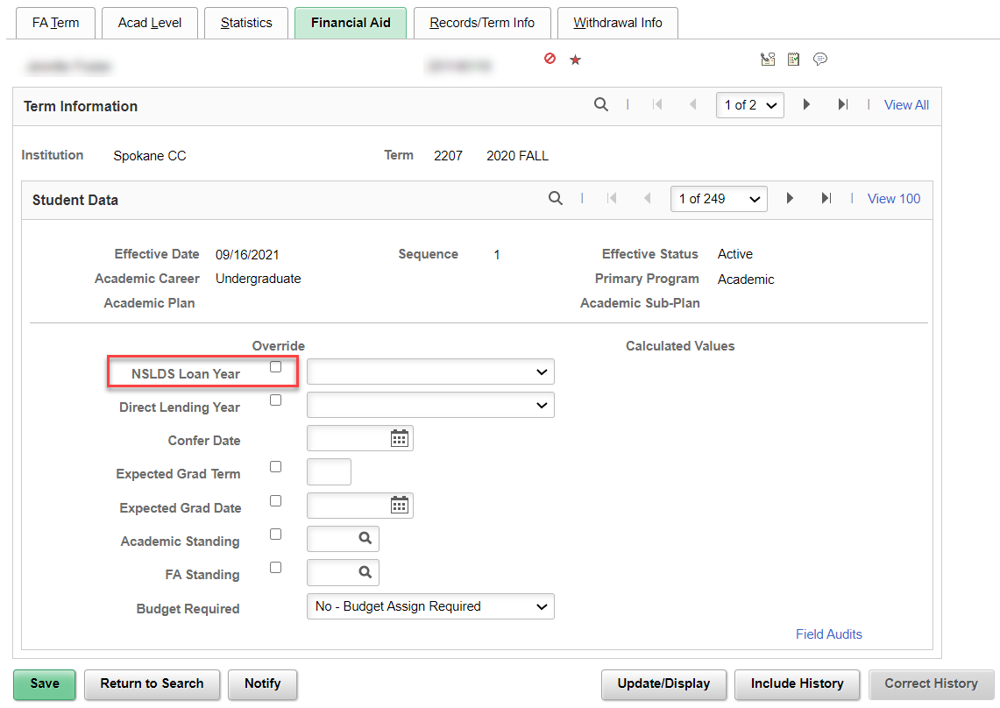 FA Term Acad Level Statistics Financial Aid Records/Term Info Withdrawal Info
Term Information 1 of 2 View All
Institution Spokane CC Term 2207 2020 FALL
Student Data 1 of 249 View 100
Effective Date 09/16/2021 Sequence 1 Effective Status Active
Academic Career Undergraduate Primary Program Academic
Academic Plan Academic Sub-Plan
Override Calculated Values
NSLDS Loan Year
Direct Lending Year
Confer Date
Expected Grad Term
Expected Grad Date
Academic Standing
FA Standing
Budget Required No - Budget Assign Required
Field Audits
Save Return to Search Notify Update/Display Include History Correct History